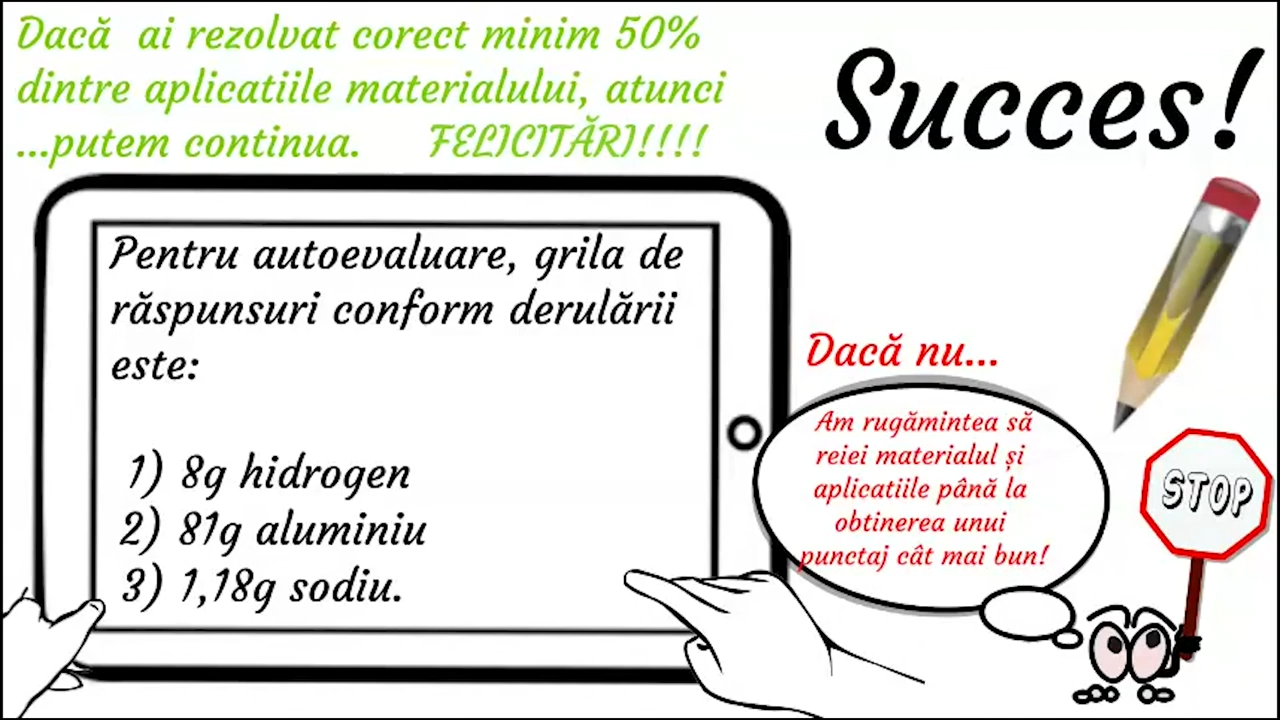 Dacă ai rezolvat corect minim 50%
dintre aplicatiile materialului, atunci
...putem continua. FELICITĂRI!!!!
Succes!
Pentru autoevaluare, grila de
răspunsuri conform derulării
este:
1) 8g hidrogen
2) 81g aluminiu
3) 1,18g sodiu.
Dacă nu...
Am rugămintea să
reiei materialul și
aplicatiile până la
obtinerea unui
punctaj cât mai bun!
STOP